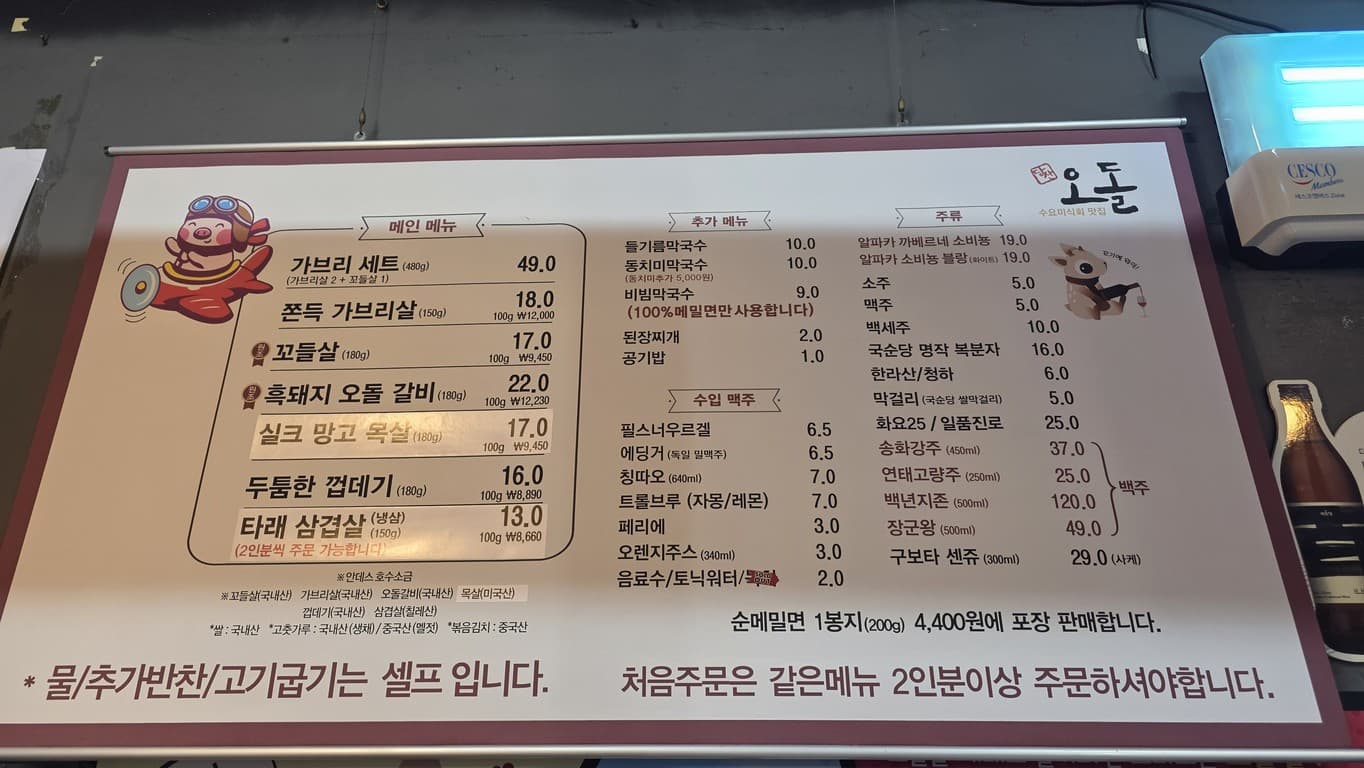 오돌
수요미식회 맛집
CESCO
Members
세스코멤버스 Zone
메인 메뉴
가브리 세트 (480g) 49.0
(가브리살 2 + 꼬들살 1)
쫀득 가브리살 (150g) 18.0
100g ₩12,000
꼬들살 (180g) 17.0
100g ₩9,450
흑돼지 오돌 갈비 (180g) 22.0
100g ₩12,230
실크 망고 목살 (180g) 17.0
100g ₩9,450
두툼한 껍데기 (180g) 16.0
100g ₩8,890
타래 삼겹살 (냉삼) (150g) 13.0
100g ₩8,660
(2인분씩 주문 가능합니다)
※안데스 호수소금
※꼬들살(국내산) 가브리살(국내산) 오돌갈비(국내산) 목살(미국산)
껍데기(국내산) 삼겹살(칠레산)
*쌀 : 국내산 *고춧가루 : 국내산 (생채) / 중국산 (멜젓) *볶음김치 : 중국산
* 물/추가반찬/고기굽기는 셀프 입니다.
추가 메뉴
들기름막국수 10.0
동치미막국수 10.0
(동치미추가 5,000원)
비빔막국수 9.0
(100%메밀면만 사용합니다)
된장찌개 2.0
공기밥 1.0
수입 맥주
필스너우르겔 6.5
에딩거 (독일 밀맥주) 6.5
칭따오 (640ml) 7.0
트롤브루 (자몽/레몬) 7.0
페리에 3.0
오렌지주스 (340ml) 3.0
음료수/토닉워터/ 2.0
주류
알파카 까베르네 소비뇽 19.0
알파카 소비뇽 블랑 (화이트) 19.0
소주 5.0
맥주 5.0
백세주 10.0
국순당 명작 복분자 16.0
한라산/청하 6.0
막걸리 (국순당 쌀막걸리) 5.0
화요25 / 일품진로 25.0
송화강주 (450ml) 37.0
연태고량주 (250ml) 25.0
백년지존 (500ml) 120.0
장군왕 (500ml) 49.0
백주
구보타 센쥬 (300ml) 29.0 (사케)
순메밀면 1봉지(200g) 4,400원에 포장 판매합니다.
처음주문은 같은메뉴 2인분이상 주문하셔야합니다.